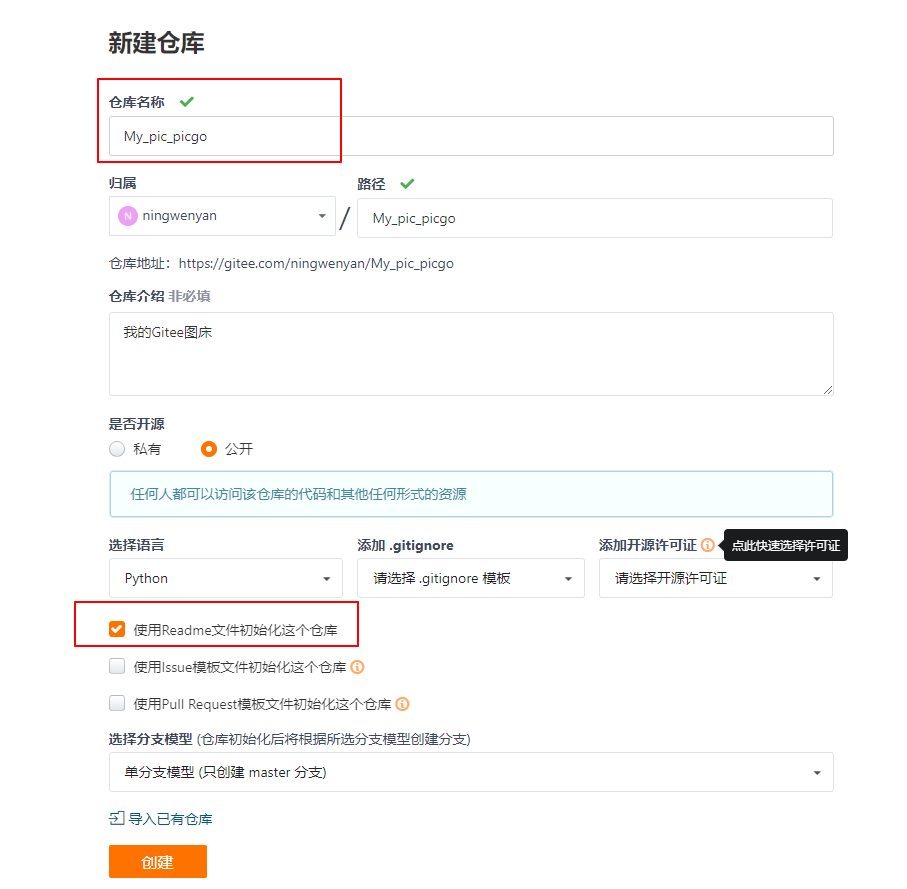 新建仓库
仓库名称
My_pic_picgo
归属
路径
N ningwenyan / My_pic_picgo
仓库地址：https://gitee.com/ningwenyan/My_pic_picgo
仓库介绍 非必填
我的Gitee图床
是否开源
私有 公开
任何人都可以访问该仓库的代码和其他任何形式的资源
选择语言 添加 .gitignore 添加开源许可证 点此快速选择许可证
Python 请选择 .gitignore 模板 请选择开源许可证
使用Readme文件初始化这个仓库
使用Issue模板文件初始化这个仓库
使用Pull Request模板文件初始化这个仓库
选择分支模型 (仓库初始化后将根据所选分支模型创建分支)
单分支模型 (只创建 master 分支)
导入已有仓库
创建